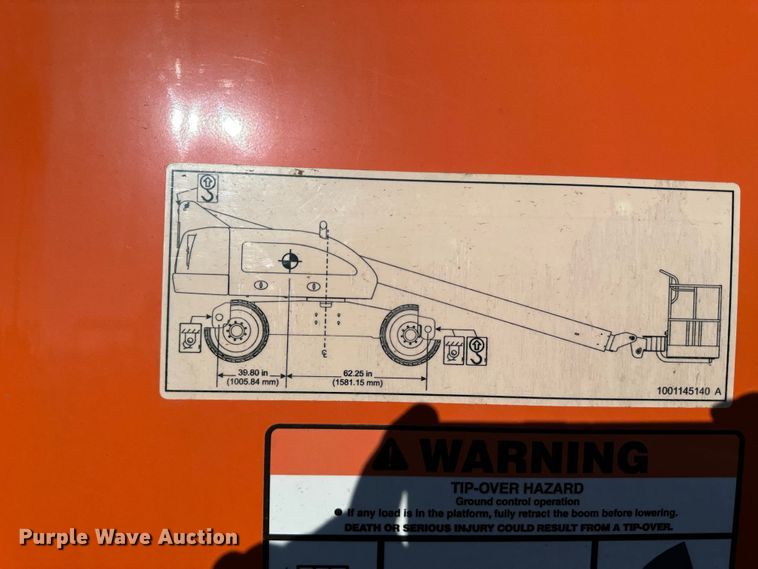 39.80 in
(1005.84 mm)
62.25 in
(1581.15 mm)
1001145140 A
WARNING
TIP-OVER HAZARD
Ground control operation
● If any load is in the platform, fully retract the boom before lowering.
DEATH OR SERIOUS INJURY COULD RESULT FROM A TIP-OVER.
Purple Wave Auction